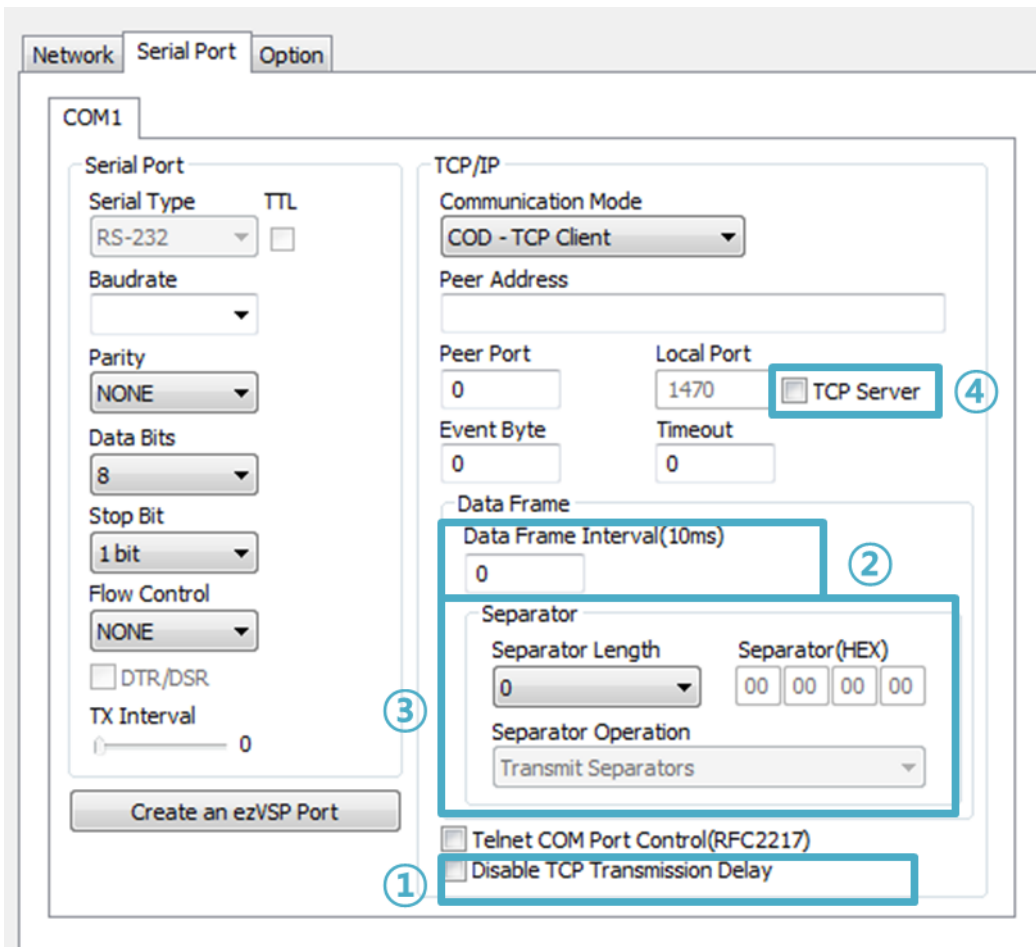 Network Serial Port Option
COM1
Serial Port
Serial Type TTL
RS-232
Baudrate
Parity
NONE
Data Bits
8
Stop Bit
1 bit
Flow Control
NONE
DTR/DSR
TX Interval
0
Create an ezVSP Port
TCP/IP
Communication Mode
COD - TCP Client
Peer Address
Peer Port Local Port
0 1470 TCP Server ④
Event Byte Timeout
0 0
Data Frame
Data Frame Interval(10ms)
0
②
Separator
Separator Length Separator(HEX)
0 00 00 00 00
③
Separator Operation
Transmit Separators
Telnet COM Port Control(RFC2217)
① Disable TCP Transmission Delay